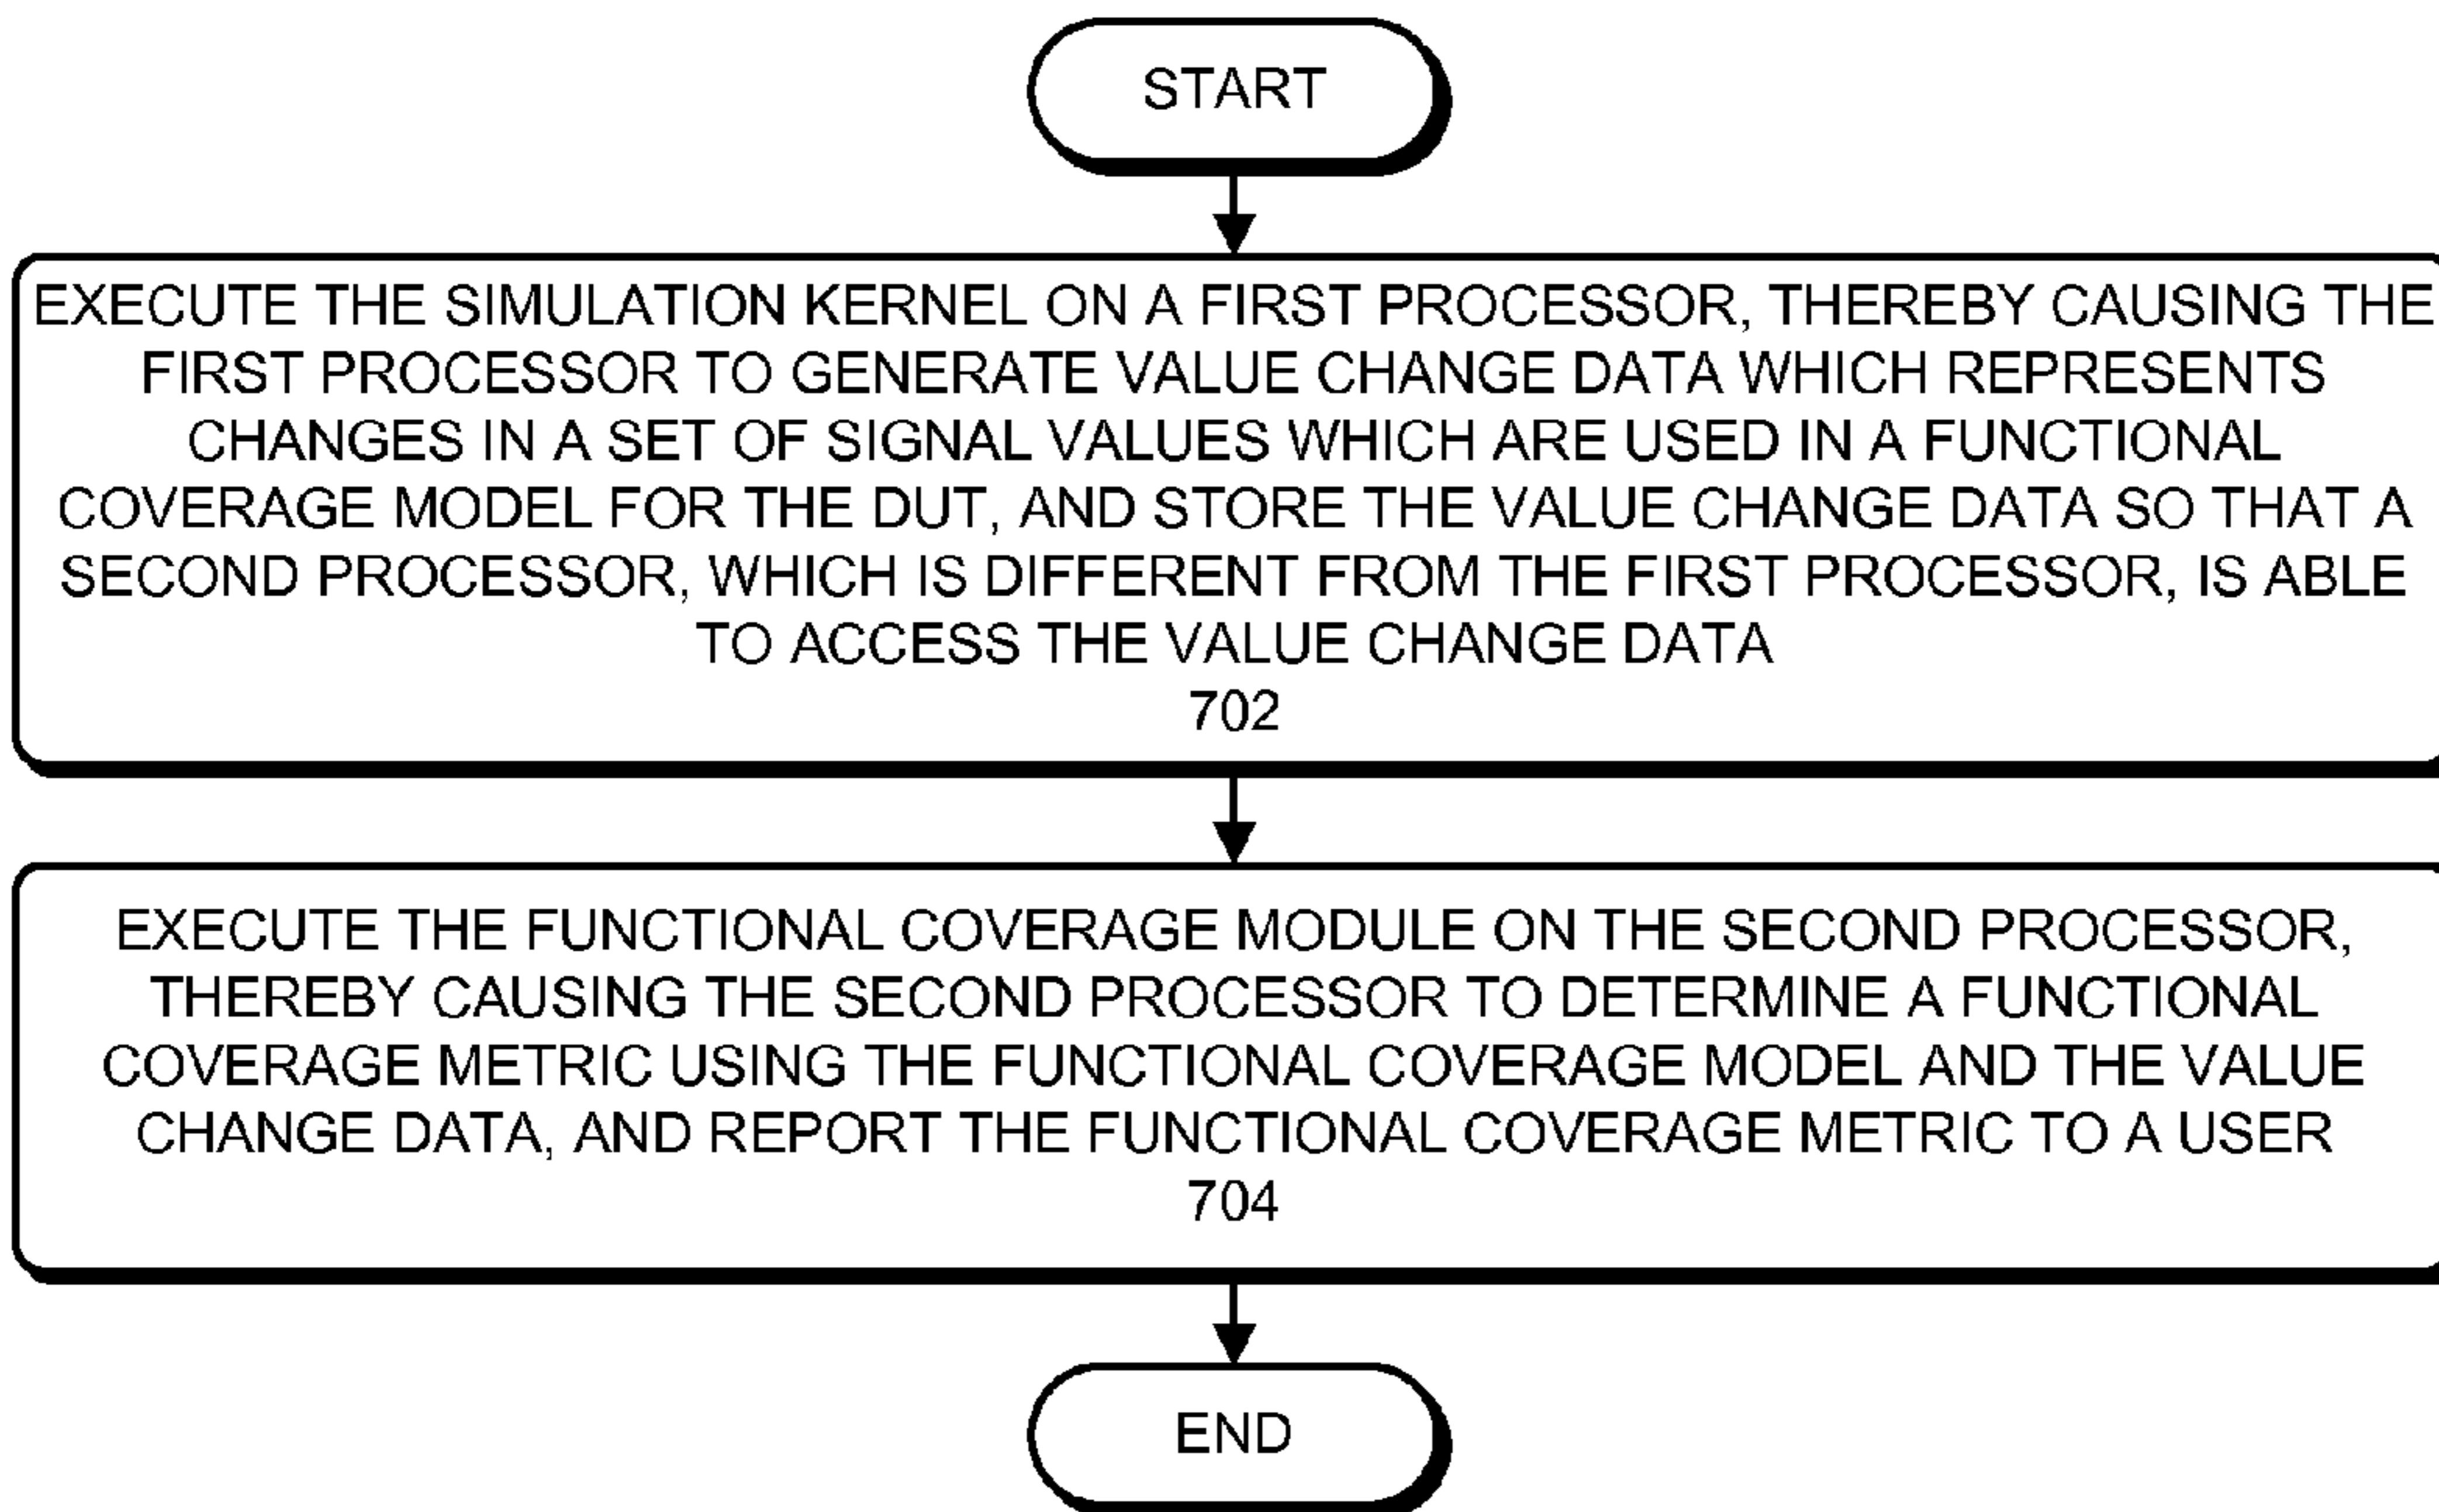 START
EXECUTE THE SIMULATION KERNEL ON A FIRST PROCESSOR, THEREBY CAUSING THE
FIRST PROCESSOR TO GENERATE VALUE CHANGE DATA WHICH REPRESENTS
CHANGES IN A SET OF SIGNAL VALUES WHICH ARE USED IN A FUNCTIONAL
COVERAGE MODEL FOR THE DUT, AND STORE THE VALUE CHANGE DATA SO THAT A
SECOND PROCESSOR, WHICH IS DIFFERENT FROM THE FIRST PROCESSOR, IS ABLE
TO ACCESS THE VALUE CHANGE DATA
702
EXECUTE THE FUNCTIONAL COVERAGE MODULE ON THE SECOND PROCESSOR,
THEREBY CAUSING THE SECOND PROCESSOR TO DETERMINE A FUNCTIONAL
COVERAGE METRIC USING THE FUNCTIONAL COVERAGE MODEL AND THE VALUE
CHANGE DATA, AND REPORT THE FUNCTIONAL COVERAGE METRIC TO A USER
704
END